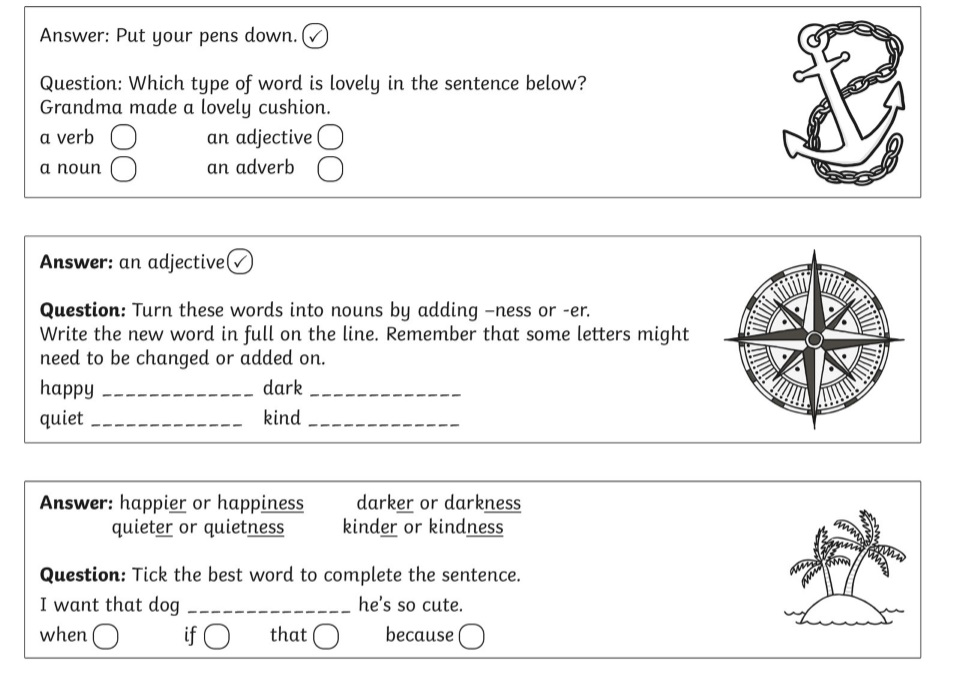 Answer: Put your pens down.
Question: Which type of word is lovely in the sentence below?
Grandma made a lovely cushion.
a verb an adjective
a noun an adverb
Answer: an adjective
Question: Turn these words into nouns by adding –ness or -er.
Write the new word in full on the line. Remember that some letters might
need to be changed or added on.
happy _____________ dark _____________
quiet _____________ kind _____________
Answer: happier or happiness darker or darkness
quieter or quietness kinder or kindness
Question: Tick the best word to complete the sentence.
I want that dog ______________ he's so cute.
when if that because